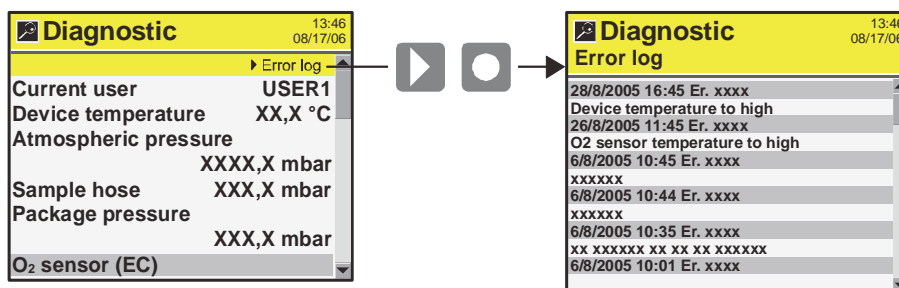 Diagnostic
13:46
08/17/06
Error log
Current user USER1
Device temperature XX,X °C
Atmospheric pressure
XXXX,X mbar
Sample hose XXX,X mbar
Package pressure
XXX,X mbar
O₂ sensor (EC)
Diagnostic
13:46
08/17/06
Error log
28/8/2005 16:45 Er. xxxx
Device temperature to high
26/8/2005 11:45 Er. xxxx
O2 sensor temperature to high
6/8/2005 10:45 Er. xxxx
xxxxxx
6/8/2005 10:44 Er. xxxx
xxxxxx
6/8/2005 10:35 Er. xxxx
xx xxxxxx xx xx xx xxxxxx
6/8/2005 10:01 Er. xxxx